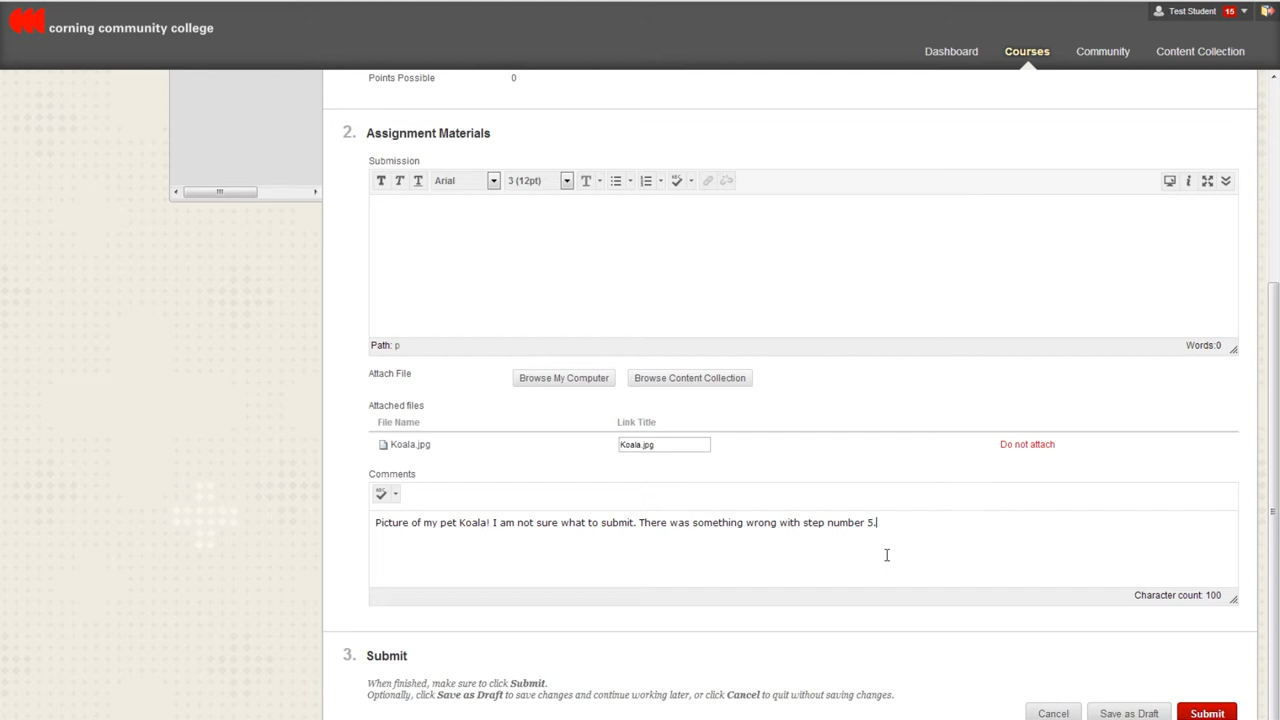 Test Student 15
corning community college
Dashboard Courses Community Content Collection
Points Possible 0
2. Assignment Materials
Submission
T T T Arial 3 (12pt) T ABC
Path: p Words:0
Attach File Browse My Computer Browse Content Collection
Attached files
File Name Link Title
Koala.jpg Koala.jpg Do not attach
Comments
ABC
Picture of my pet Koala! I am not sure what to submit. There was something wrong with step number 5.
Character count: 100
3. Submit
When finished, make sure to click Submit.
Optionally, click Save as Draft to save changes and continue working later, or click Cancel to quit without saving changes.
Cancel Save as Draft Submit